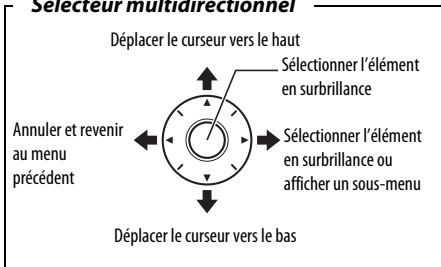 Sélecteur multidirectionnel
Déplacer le curseur vers le haut
Sélectionner l’élément
en surbrillance
Annuler et revenir
au menu
précédent
Sélectionner l’élément
en surbrillance ou
afficher un sous-menu
Déplacer le curseur vers le bas